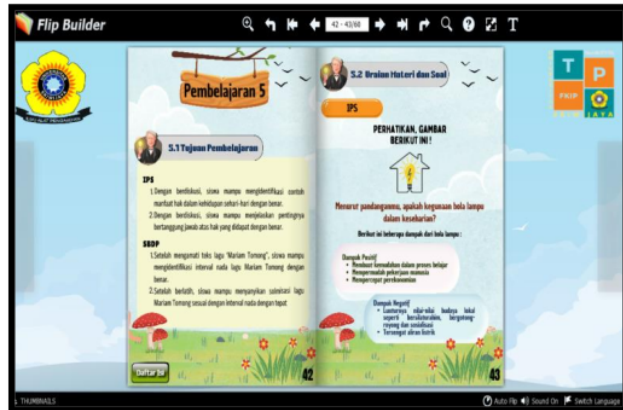 Flip Builder
42 - 43/60
T
Pembelajaran 5
5.1 Tujuan Pembelajaran
IPS
1. Dengan berdiskusi, siswa mampu mengidentifikasi contoh
manfaat hak dalam kehidupan sehari-hari dengan benar.
2. Dengan berdiskusi, siswa mampu menjelaskan pentingnya
bertanggung jawab atas hak yang didapat dengan benar.
SBDP
1. Setelah mengamati teks lagu "Mariam Tomong", siswa mampu
mengidentifikasi interval nada lagu Mariam Tomong dengan
benar.
2. Setelah berlatih, siswa mampu menyanyikan solmisasi lagu
Mariam Tomong sesuai dengan interval nada dengan tepat
Daftar Isi
42
5.2 Uraian Materi dan Soal
IPS
PERHATIKAN, GAMBAR
BERIKUT INI !
Menurut pandanganmu, apakah kegunaan bola lampu
dalam keseharian?
Berikut ini beberapa dampak dari bola lampu :
Dampak Positif
• Membuat kemudahan dalam proses belajar
• Mempermudah pekerjaan manusia
• Mempercepat perekonomian
Dampak Negatif
• Lunturnya nilai-nilai budaya lokal
seperti bersilaturahim, bergotong-
royong dan sosialisasi
• Tersengat aliran listrik
43
T
P
FKIP
JAYA
THUMBNAILS
Auto Flip
Sound On
Switch Language